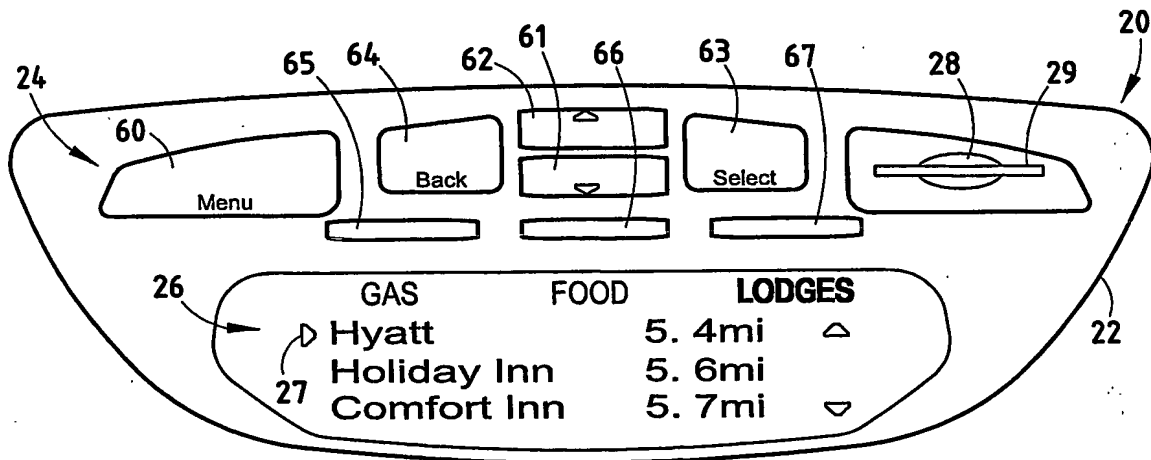 20
61
64 62 66 63 67 28 29
65
24
60
Back Select
Menu
26 GAS FOOD LODGES
Hyatt 5. 4mi
22
Holiday Inn 5. 6mi
27
Comfort Inn 5. 7mi